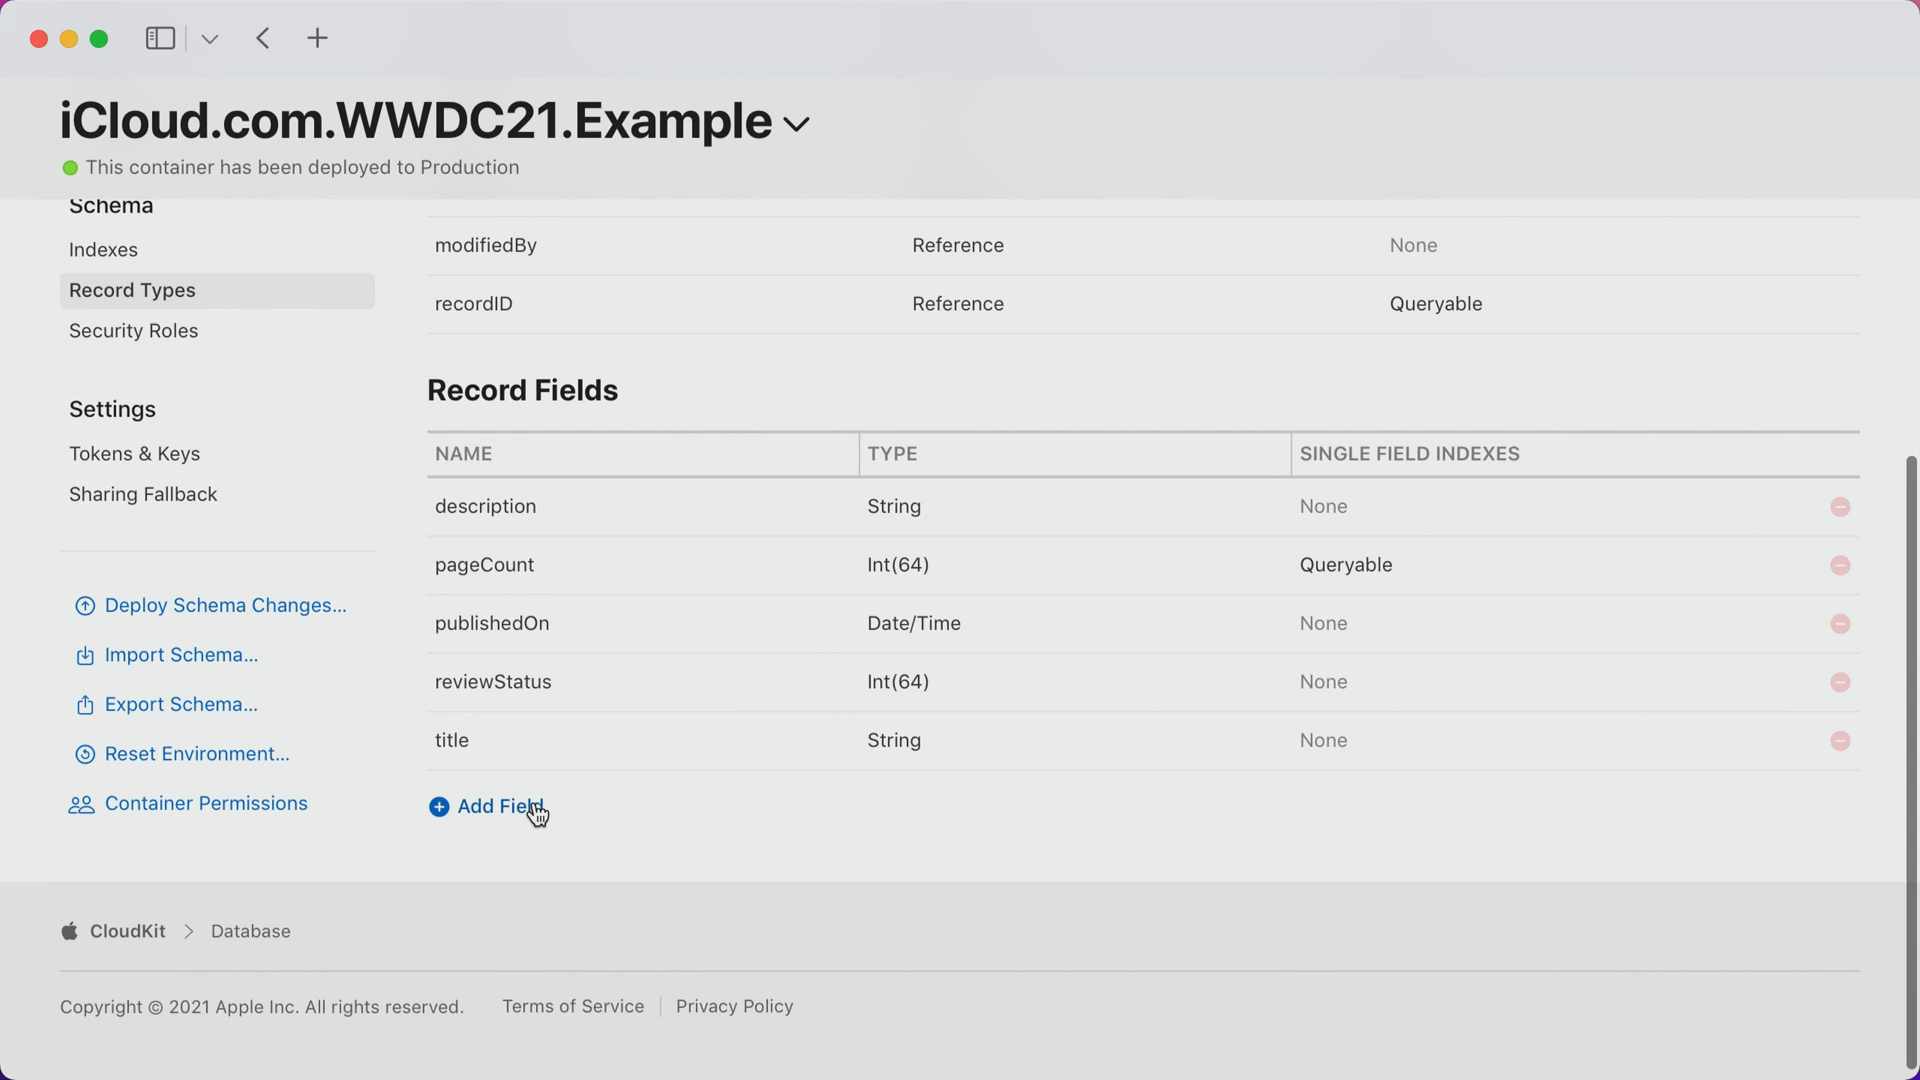 iCloud.com.WWDC21.Example
This container has been deployed to Production
Schema
Indexes
Record Types
Security Roles
Settings
Tokens & Keys
Sharing Fallback
Deploy Schema Changes...
Import Schema...
Export Schema...
Reset Environment...
Container Permissions
modifiedBy Reference None
recordID Reference Queryable
Record Fields
NAME TYPE SINGLE FIELD INDEXES
description String None
pageCount Int(64) Queryable
publishedOn Date/Time None
reviewStatus Int(64) None
title String None
Add Field
CloudKit Database
Copyright © 2021 Apple Inc. All rights reserved. Terms of Service Privacy Policy